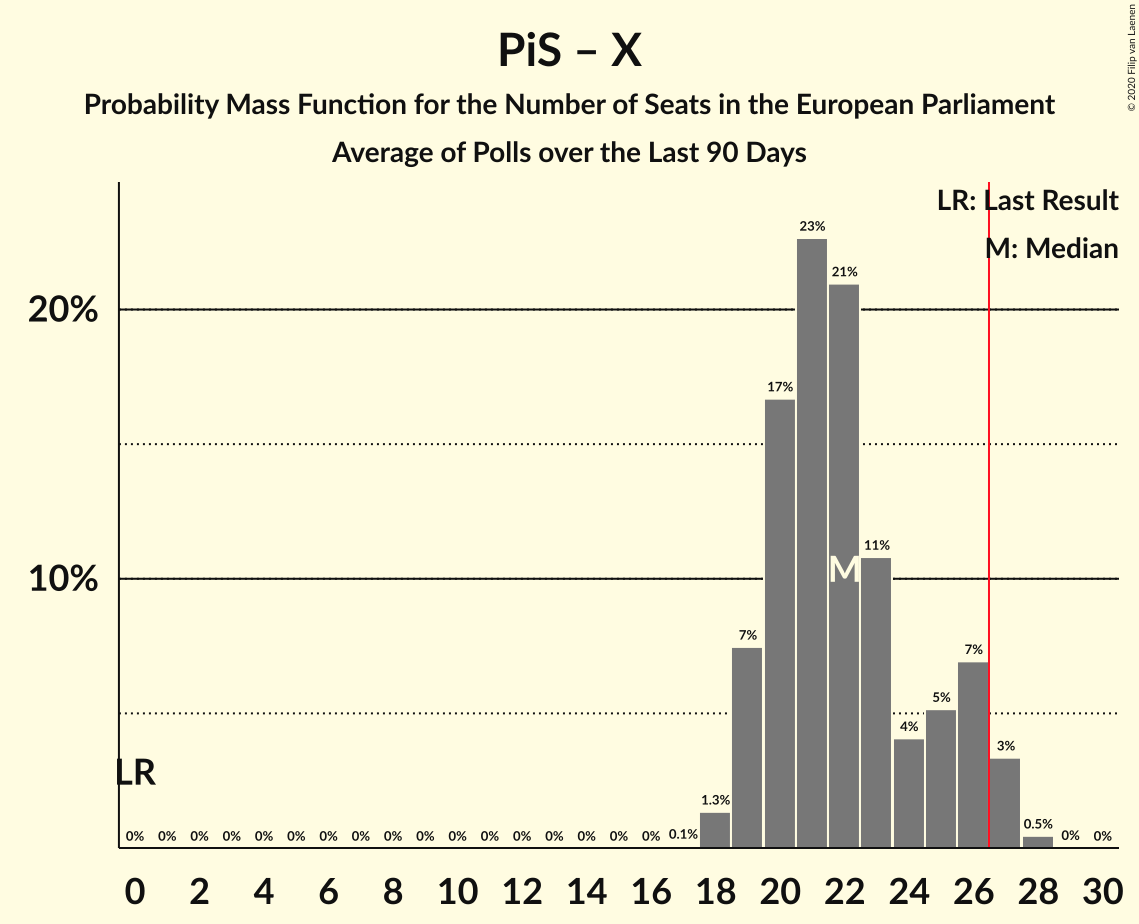 PiS – X
Probability Mass Function for the Number of Seats in the European Parliament
Average of Polls over the Last 90 Days
© 2020 Filip van Laenen
LR: Last Result
M: Median
20%
10%
LR
M
0% 0% 0% 0% 0% 0% 0% 0% 0% 0% 0% 0% 0% 0% 0% 0% 0% 0.1% 1.3% 7% 17% 23% 21% 11% 4% 5% 7% 3% 0.5% 0% 0%
0 2 4 6 8 10 12 14 16 18 20 22 24 26 28 30